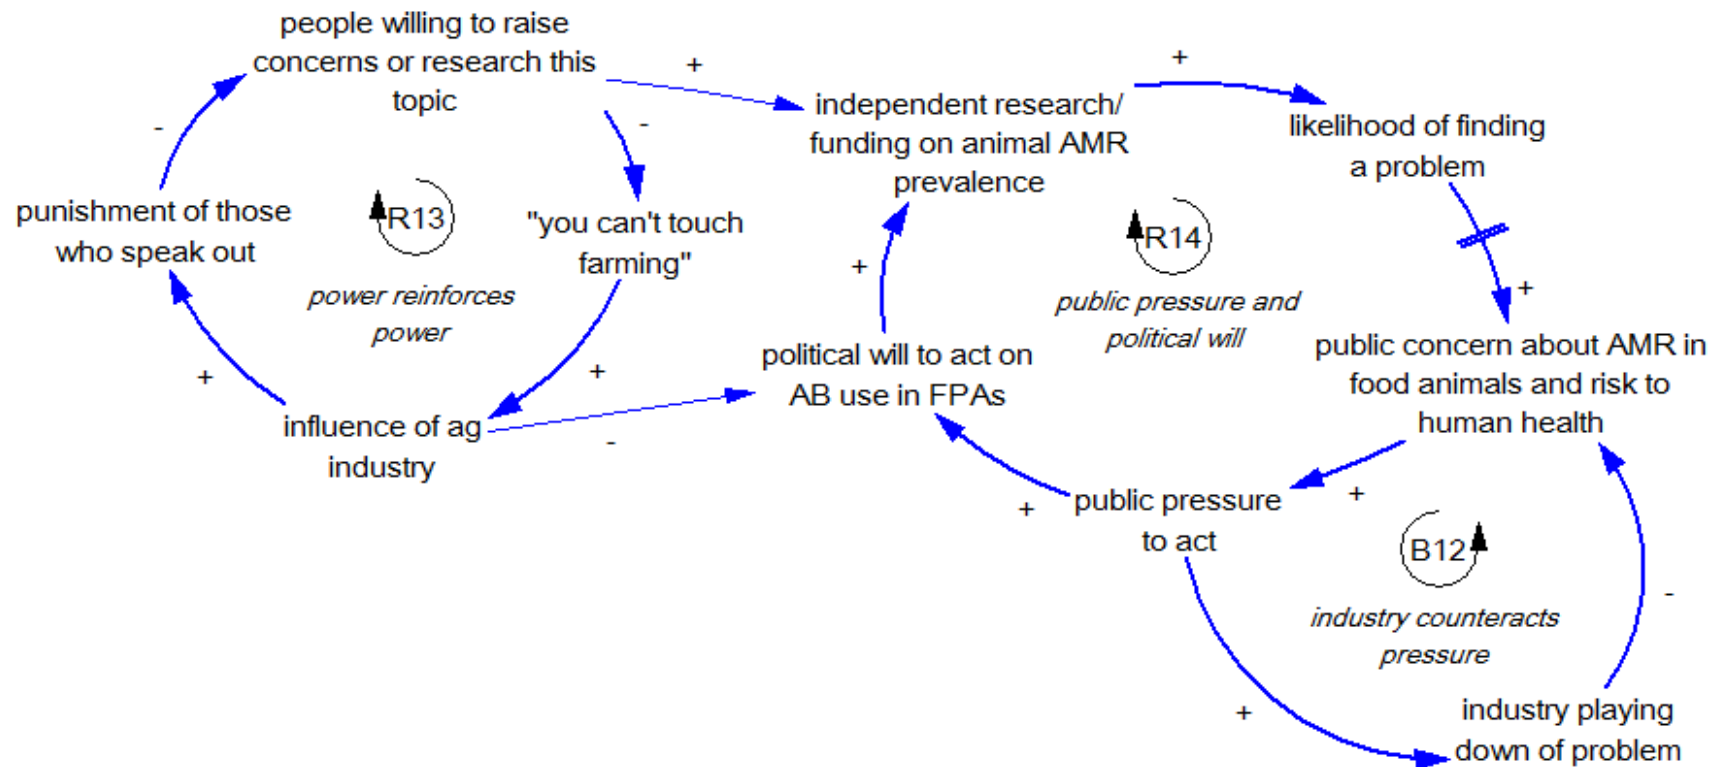 people willing to raise
concerns or research this
topic
+
-
-
"you can't touch
farming"
punishment of those
who speak out
R13
power reinforces
power
+
+
influence of ag
industry
-
independent research/
funding on animal AMR
prevalence
+
likelihood of finding
a problem
R14
public pressure and
political will
+
+
political will to act on
AB use in FPAs
public concern about AMR in
food animals and risk to
human health
+
+
public pressure
to act
B12
industry counteracts
pressure
-
+
industry playing
down of problem